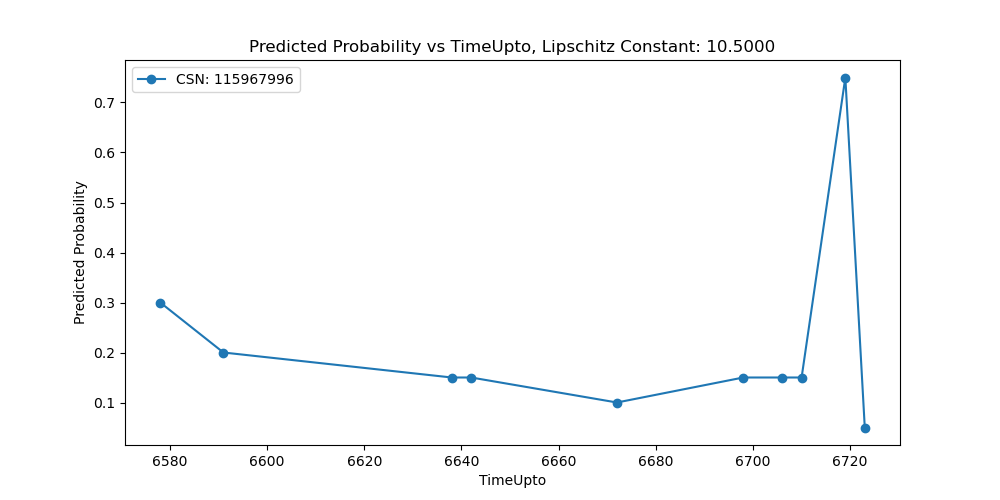 Predicted Probability vs TimeUpto, Lipschitz Constant: 10.5000
CSN: 115967996
Predicted Probability
0.7
0.6
0.5
0.4
0.3
0.2
0.1
6580 6600 6620 6640 6660 6680 6700 6720
TimeUpto